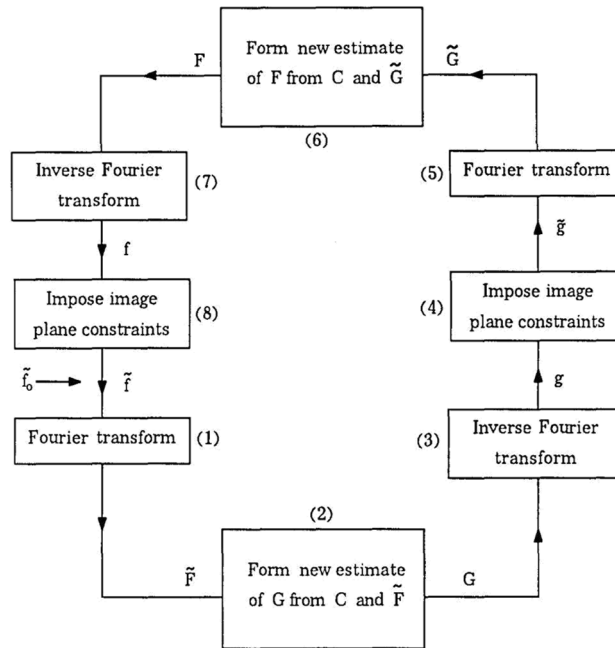 F
Form new estimate
of F from C and G̃
G̃
(6)
Inverse Fourier
transform
(7)
(5)
Fourier transform
f
g̃
Impose image
plane constraints
(8)
(4)
Impose image
plane constraints
f̃₀
f̃
g
Fourier transform
(1)
(3)
Inverse Fourier
transform
(2)
F̃
Form new estimate
of G from C and F̃
G